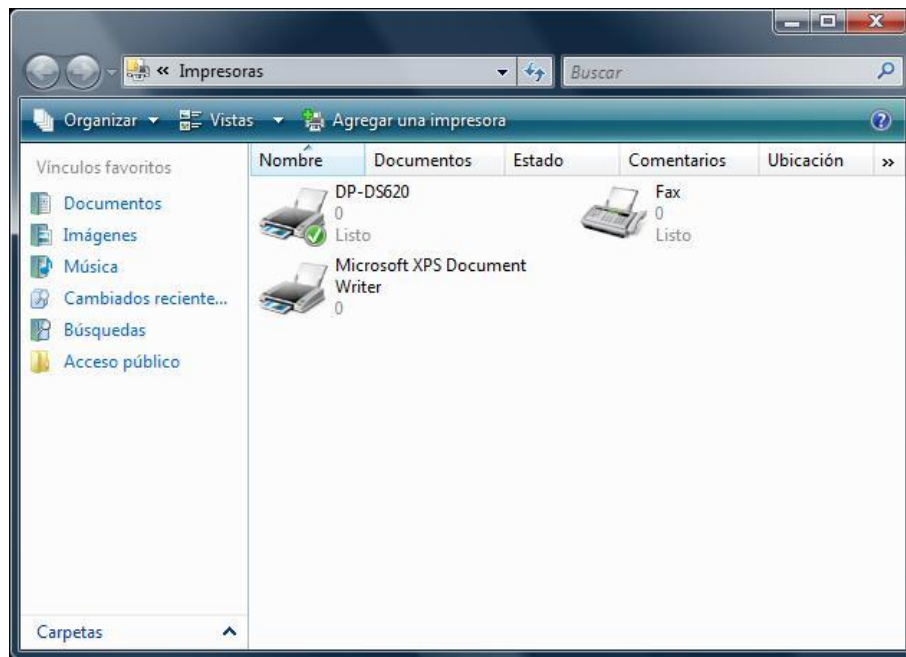 « Impresoras
Buscar
Organizar Vistas Agregar una impresora
Vínculos favoritos
Documentos
Imágenes
Música
Cambiados reciente...
Búsquedas
Acceso público
Carpetas
Nombre Documentos Estado Comentarios Ubicación »
DP-DS620
0
Listo
Fax
0
Listo
Microsoft XPS Document
Writer
0